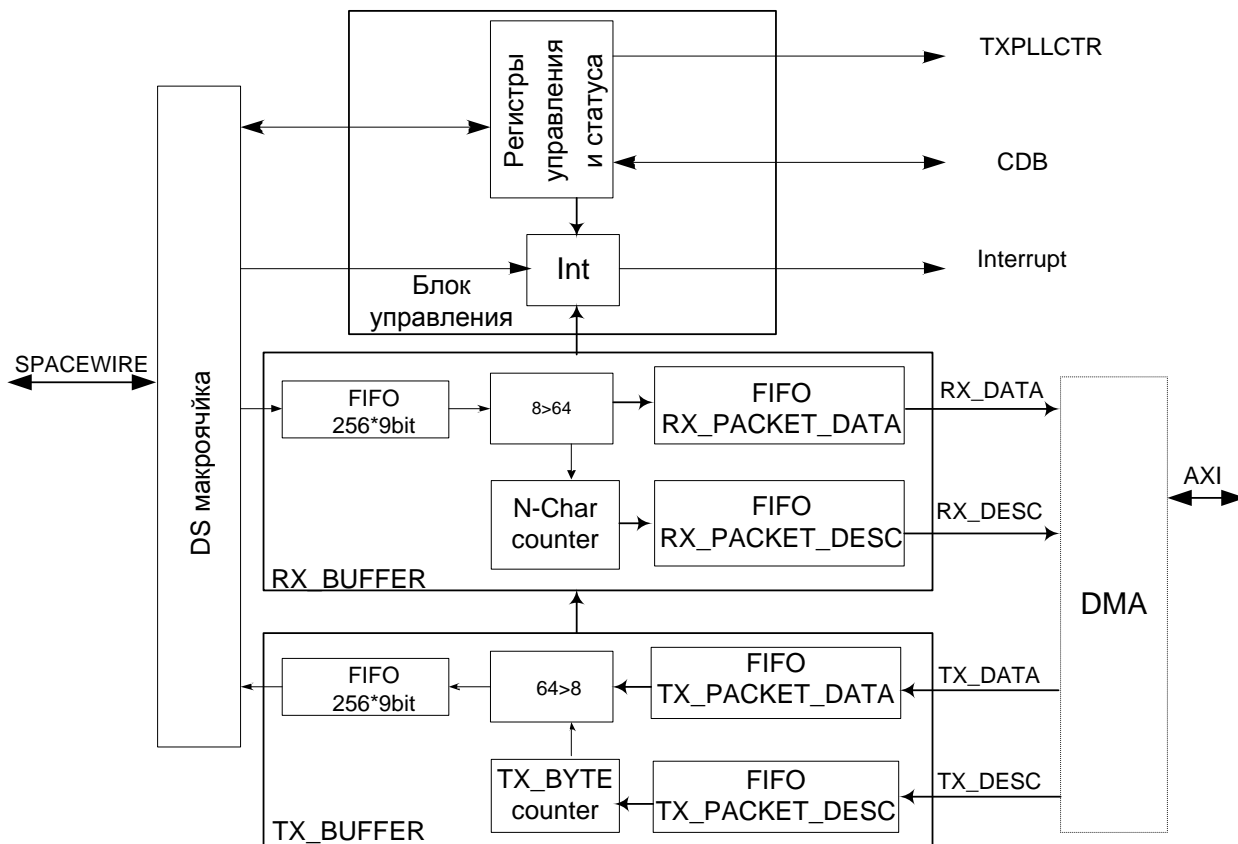 Регистры
управления
и статуса
TXPLLCTR
CDB
Int
Interrupt
Блок
управления
SPACEWIRE
DS макроячйка
FIFO
256*9bit
8>64
FIFO
RX_PACKET_DATA
RX_DATA
N-Char
counter
FIFO
RX_PACKET_DESC
RX_DESC
RX_BUFFER
AXI
DMA
FIFO
256*9bit
64>8
FIFO
TX_PACKET_DATA
TX_DATA
TX_BYTE
counter
FIFO
TX_PACKET_DESC
TX_DESC
TX_BUFFER